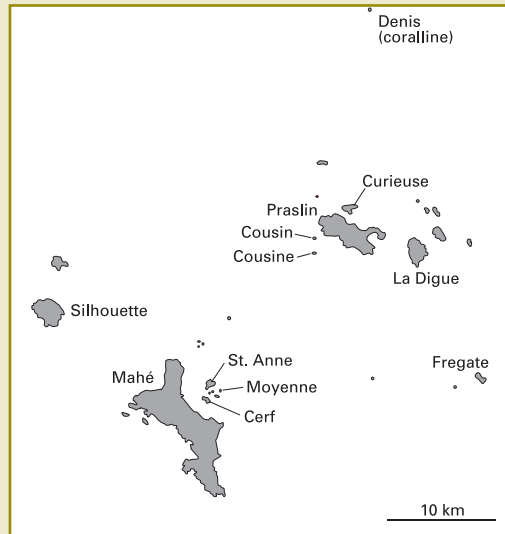 Denis
(coralline)
Curieuse
Praslin
Cousin
Cousine
La Digue
Silhouette
St. Anne
Fregate
Mahé
Moyenne
Cerf
10 km